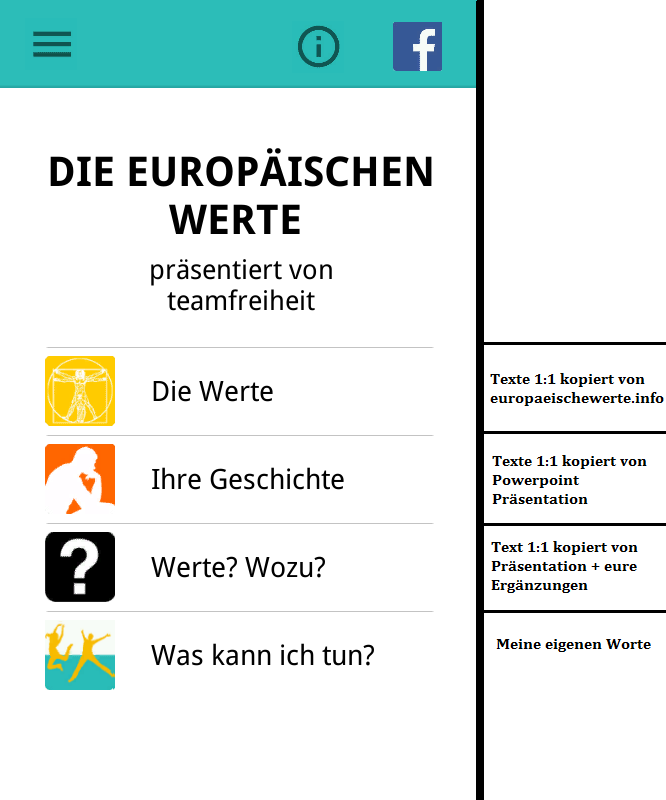 DIE EUROPÄISCHEN
WERTE
präsentiert von
teamfreiheit
Die Werte
Texte 1:1 kopiert von
europaeischewerte.info
Ihre Geschichte
Texte 1:1 kopiert von
Powerpoint
Präsentation
Werte? Wozu?
Text 1:1 kopiert von
Präsentation + eure
Ergänzungen
Was kann ich tun?
Meine eigenen Worte